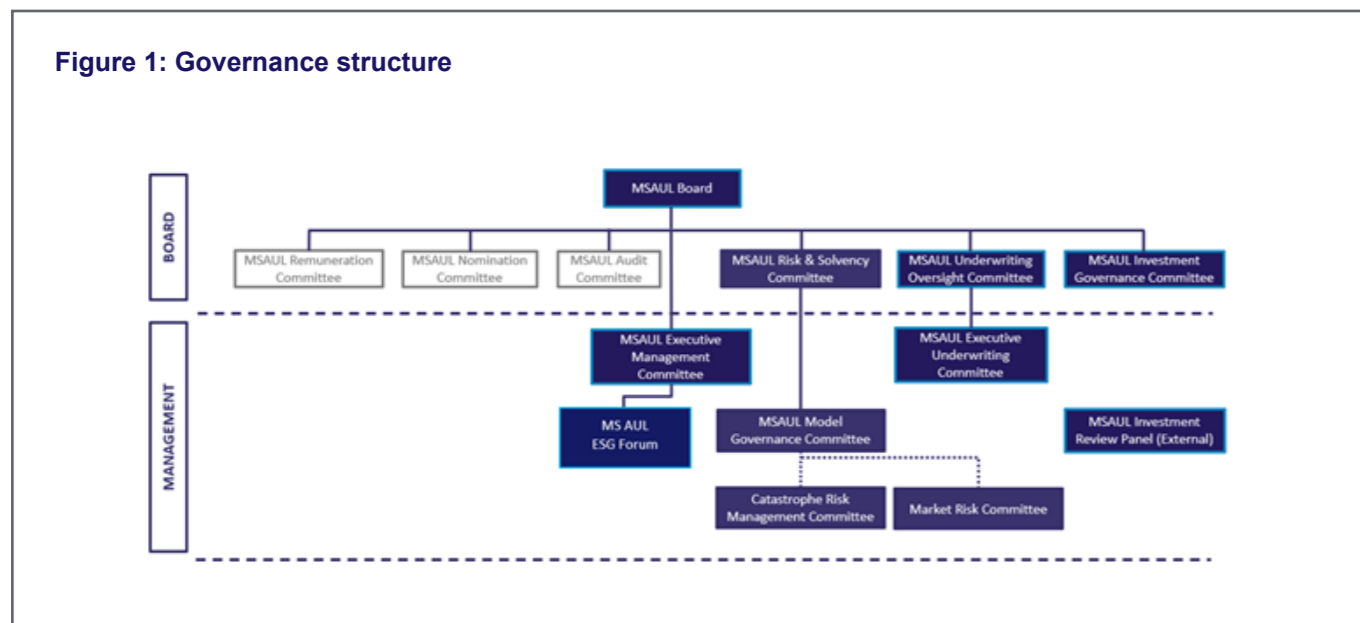 Figure 1: Governance structure
BOARD
MSAUL Board
MSAUL Remuneration
Committee
MSAUL Nomination
Committee
MSAUL Audit
Committee
MSAUL Risk & Solvency
Committee
MSAUL Underwriting
Oversight Committee
MSAUL Investment
Governance Committee
MANAGEMENT
MSAUL Executive
Management
Committee
MSAUL Executive
Underwriting
Committee
MS AUL
ESG Forum
MSAUL Model
Governance Committee
MSAUL Investment
Review Panel (External)
Catastrophe Risk
Management Committee
Market Risk Committee